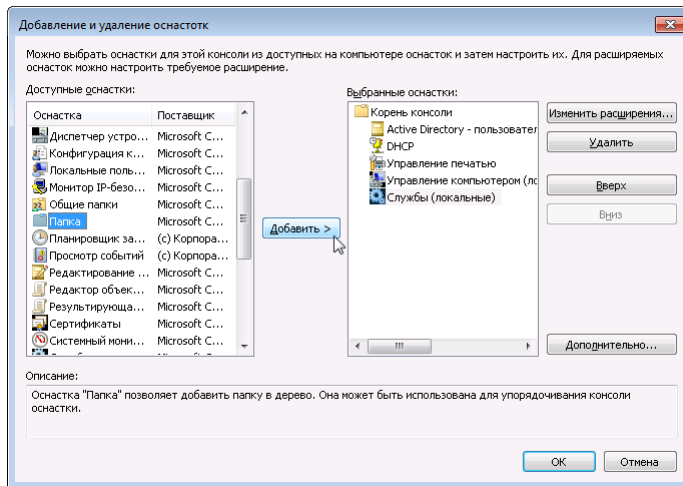 Добавление и удаление оснастотк
Можно выбрать оснастки для этой консоли из доступных на компьютере оснасток и затем настроить их. Для расширяемых
оснасток можно настроить требуемое расширение.
Доступные оснастки:
Оснастка Поставщик
Диспетчер устро... Microsoft C...
Конфигурация к... Microsoft C...
Локальные поль... Microsoft C...
Монитор IP-безо... Microsoft C...
Общие папки Microsoft C...
Папка Microsoft C...
Планировщик за... (c) Корпора...
Просмотр событий (c) Корпора...
Редактирование ... Microsoft C...
Редактор объек... Microsoft C...
Результирующа... Microsoft C...
Сертификаты Microsoft C...
Системный мони... Microsoft C...
Добавить >
Выбранные оснастки:
Корень консоли
Active Directory - пользовател
DHCP
Управление печатью
Управление компьютером (ло
Службы (локальные)
Изменить расширения...
Удалить
Вверх
Вниз
Дополнительно...
Описание:
Оснастка "Папка" позволяет добавить папку в дерево. Она может быть использована для упорядочивания консоли
оснастки.
ОК Отмена